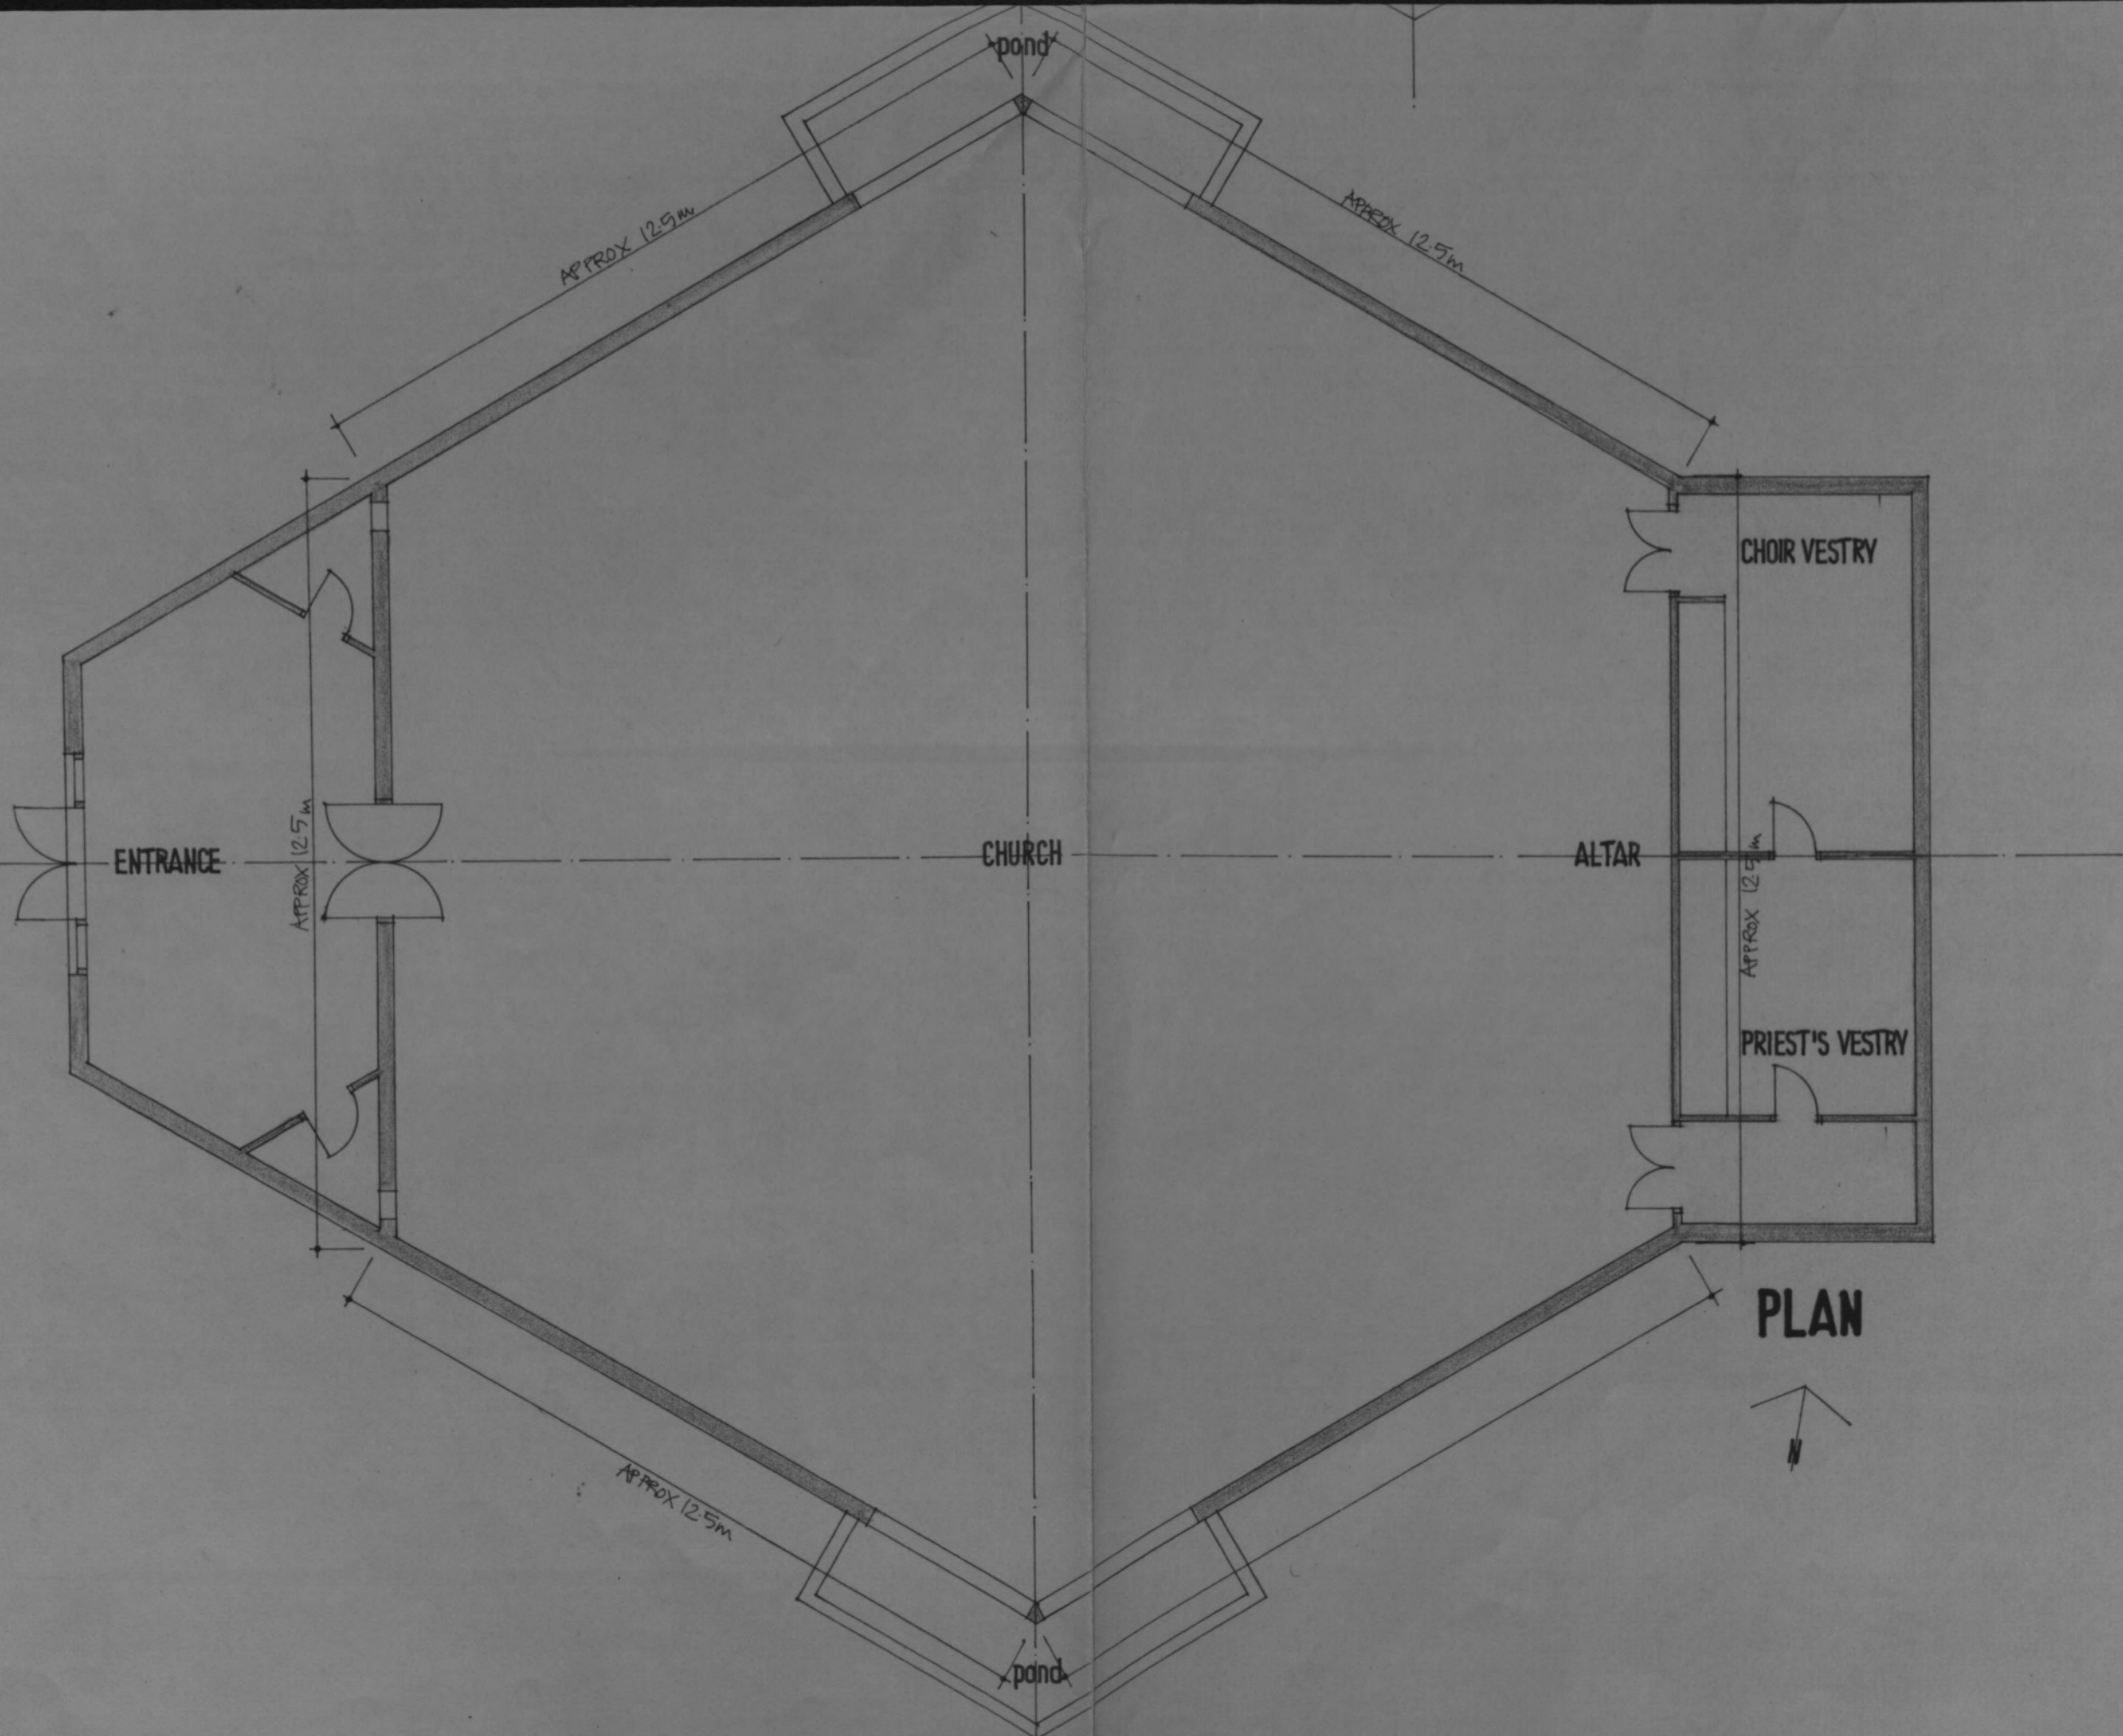 pond
APPROX 12.5m
APPROX 12.5m
CHOIR VESTRY
APPROX 12.5m
ENTRANCE
CHURCH
ALTAR
APPROX 12.5m
PRIEST'S VESTRY
PLAN
N
APPROX 12.5m
pond